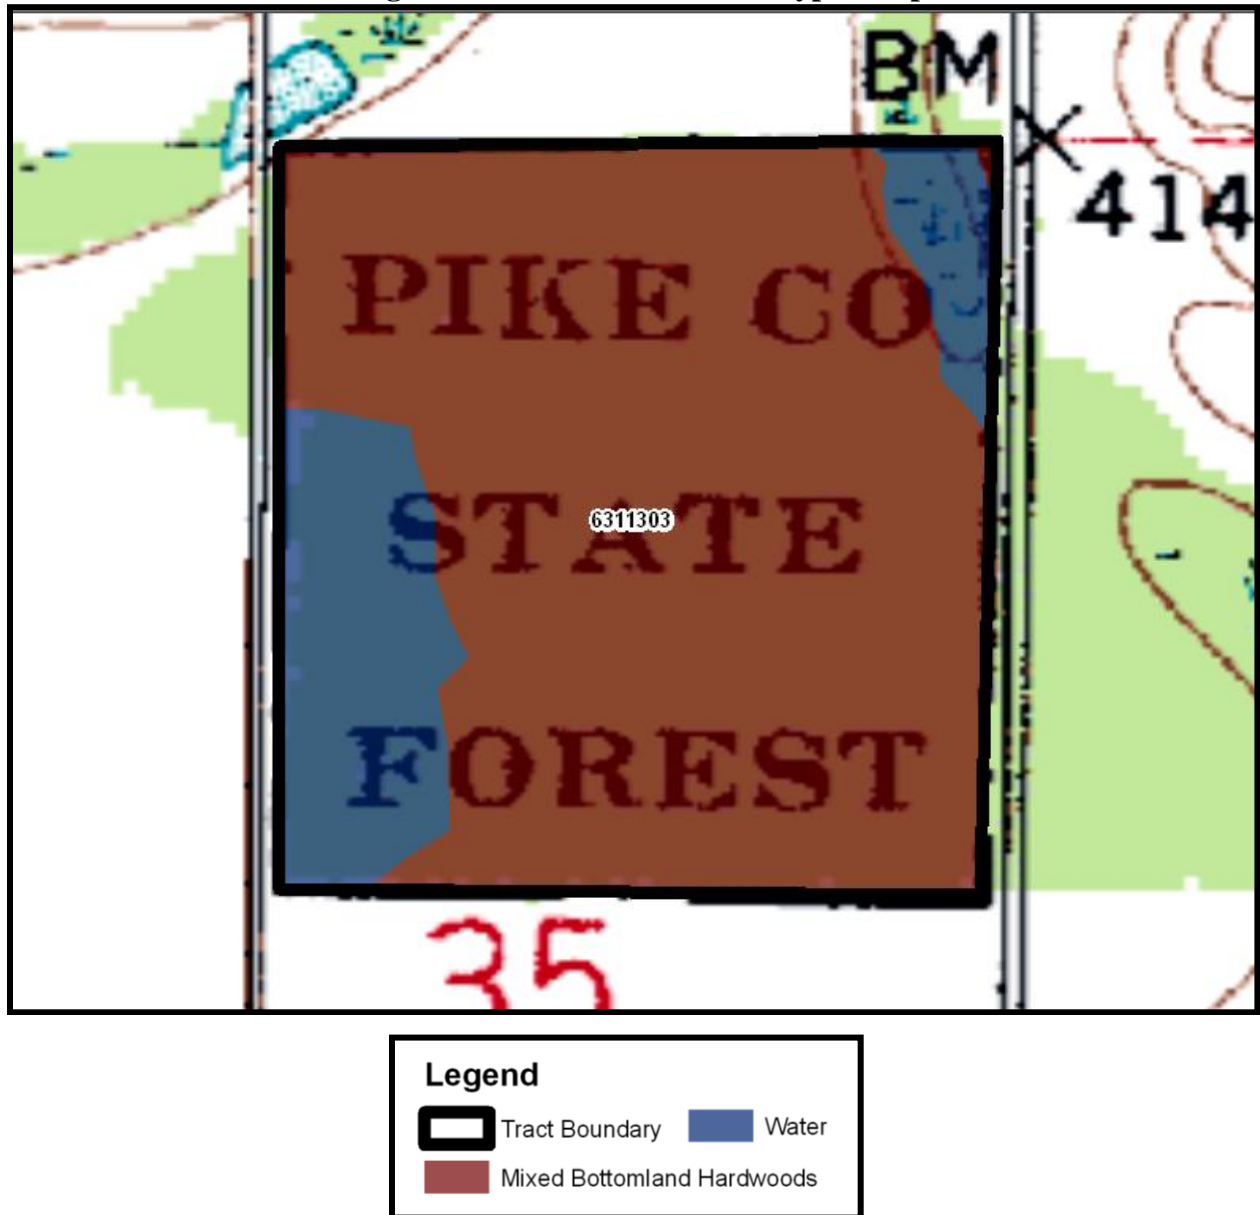 BM
414
PIKE CO
STATE
6311303
FOREST
35
Legend
Tract Boundary
Water
Mixed Bottomland Hardwoods